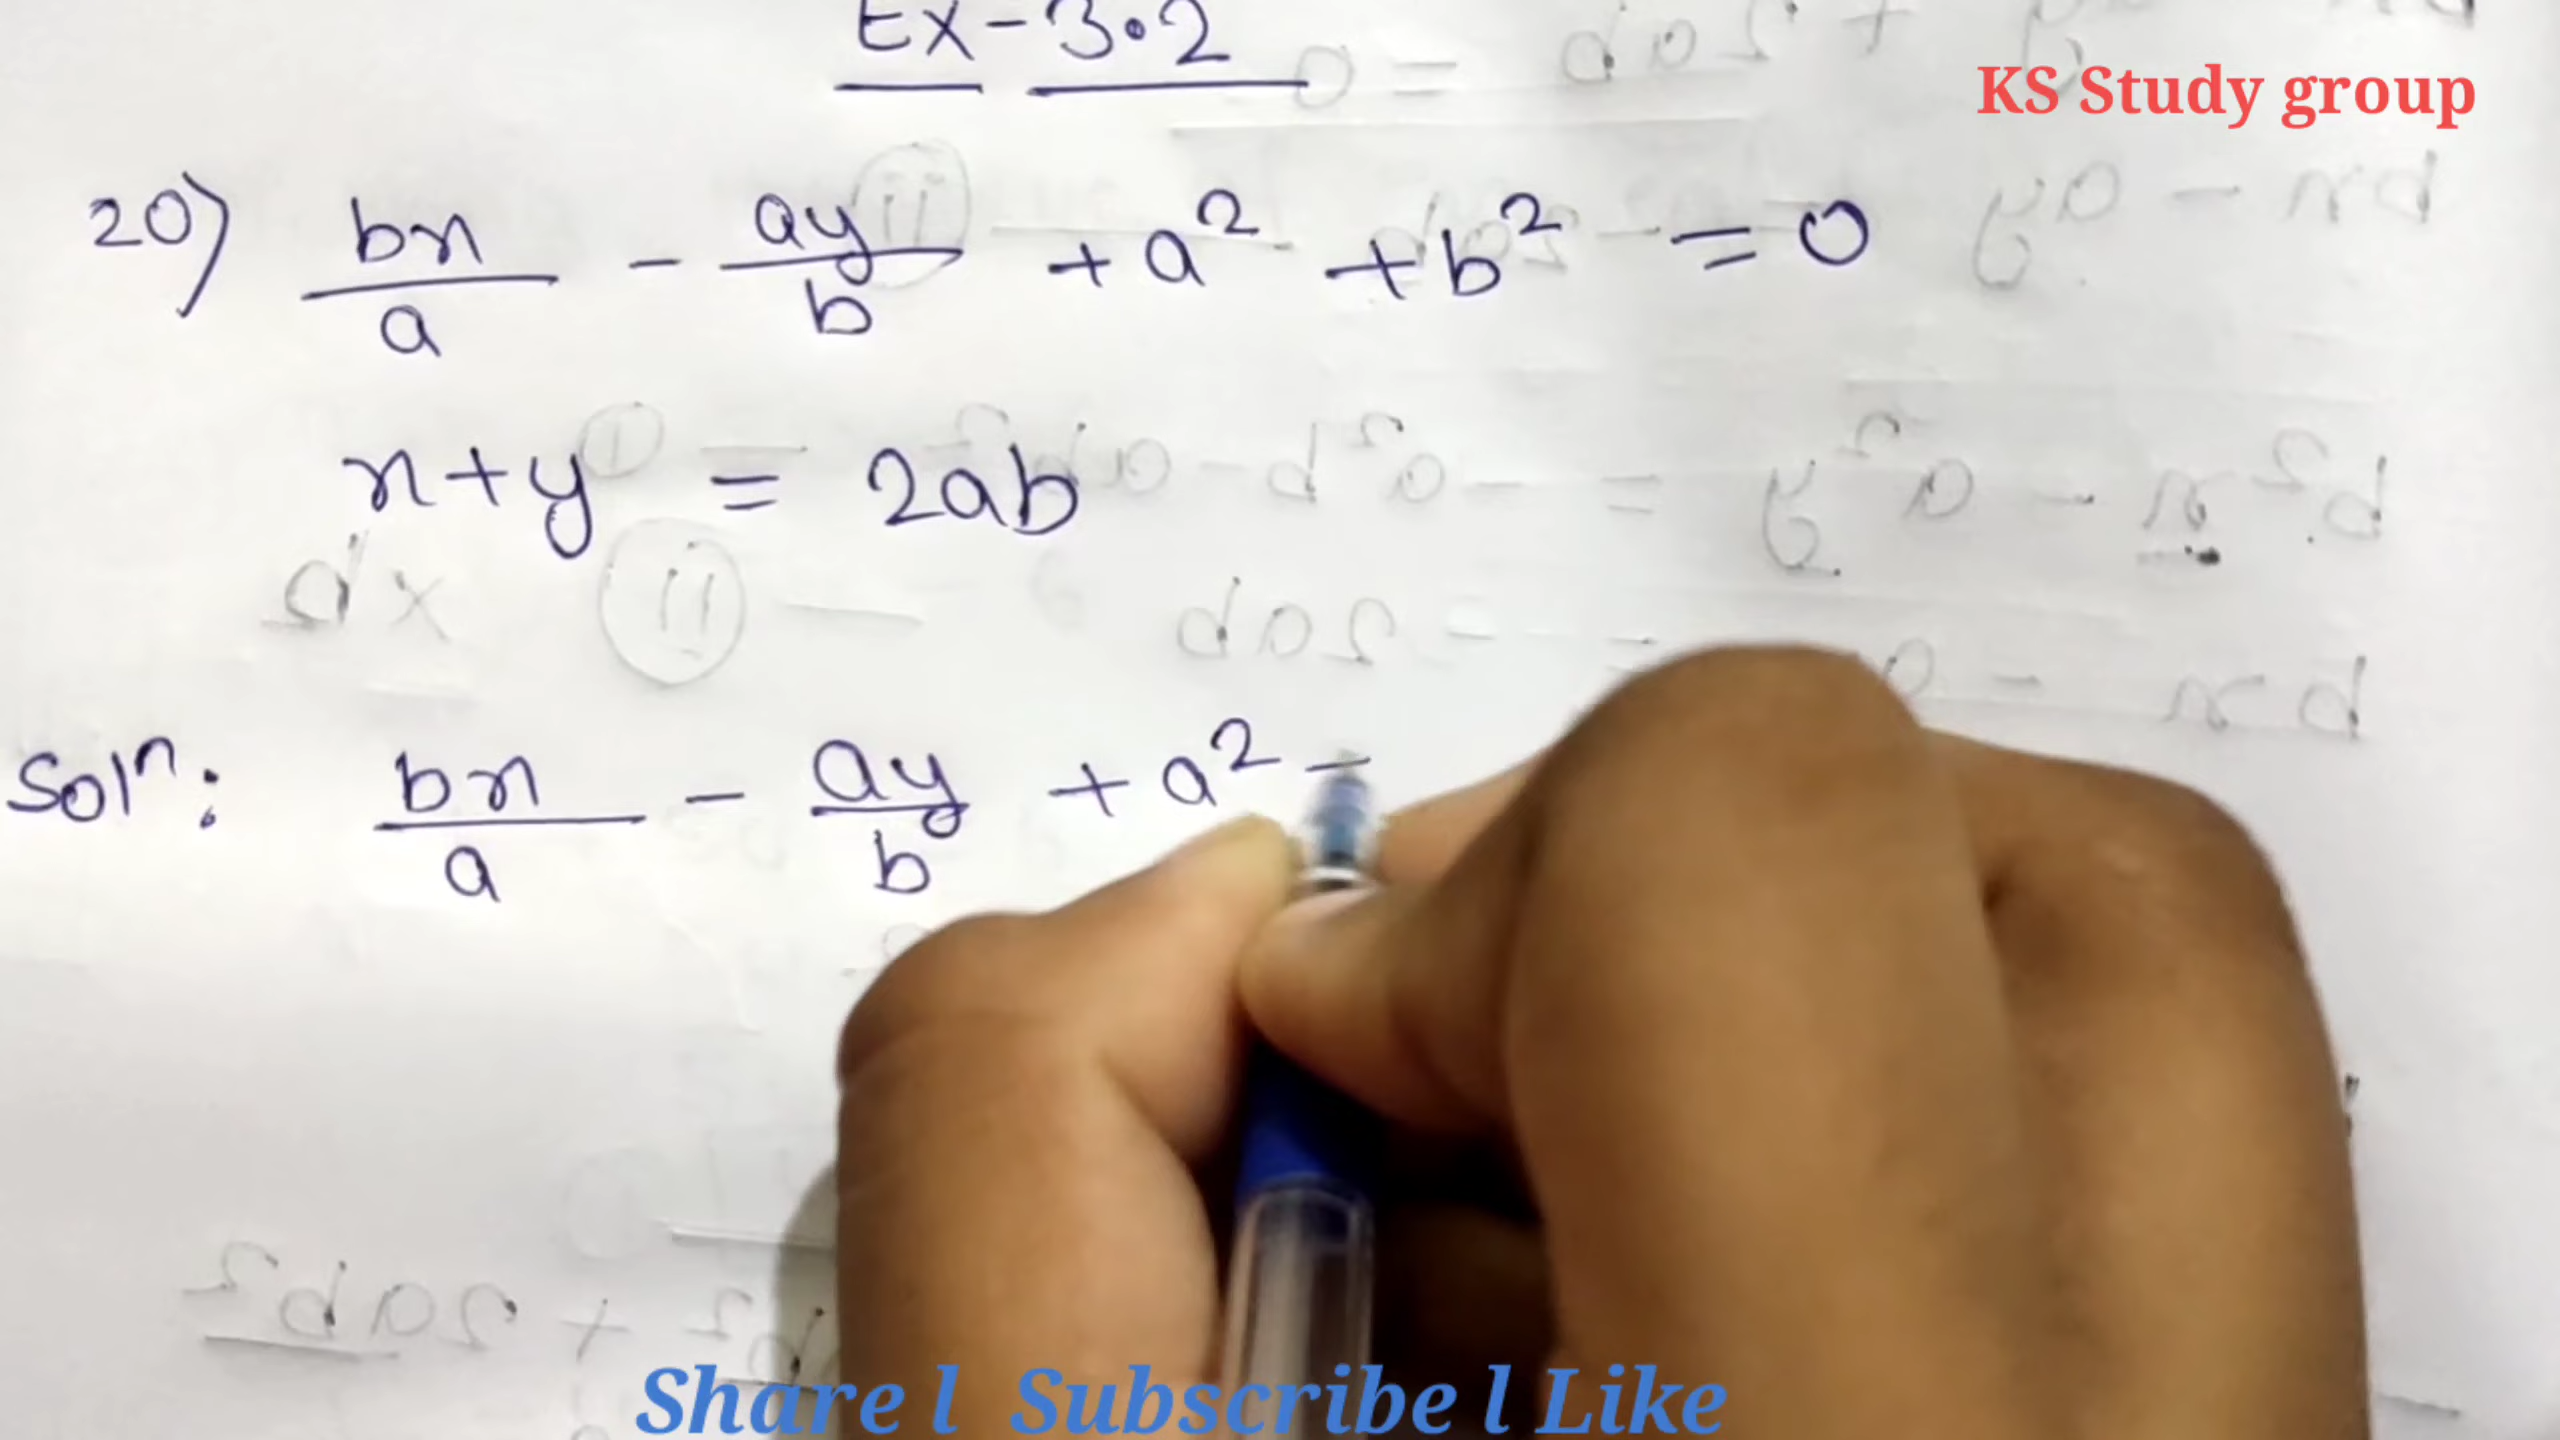 Ex-3.2
KS Study group
20) bx/a - ay/b + a² + b² = 0
x+y = 2ab
Solⁿ: bx/a - ay/b + a²
Share l Subscribe l Like